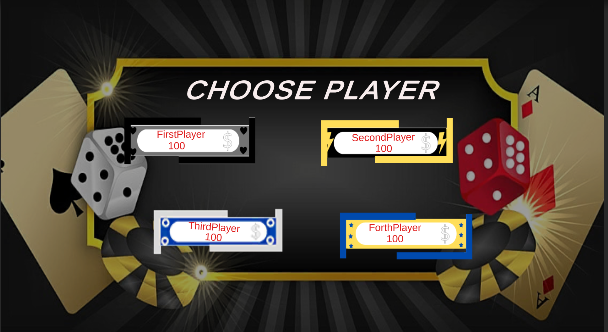 CHOOSE PLAYER
FirstPlayer
100
$
SecondPlayer
100
$
ThirdPlayer
100
$
ForthPlayer
100
$
A
A